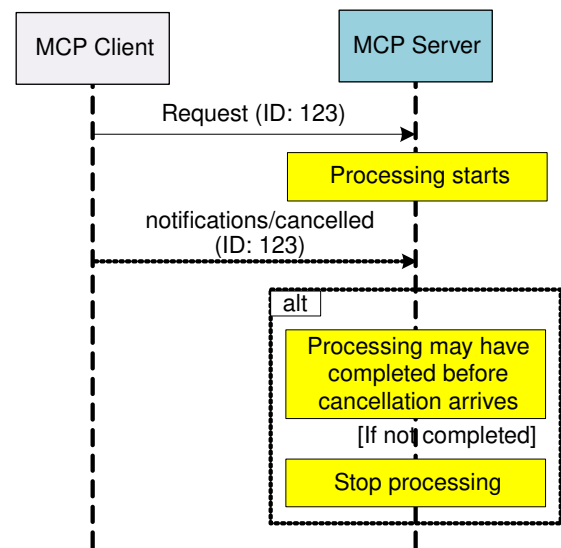 MCP Client
MCP Server
Request (ID: 123)
Processing starts
notifications/cancelled
(ID: 123)
alt
Processing may have
completed before
cancellation arrives
[If not completed]
Stop processing